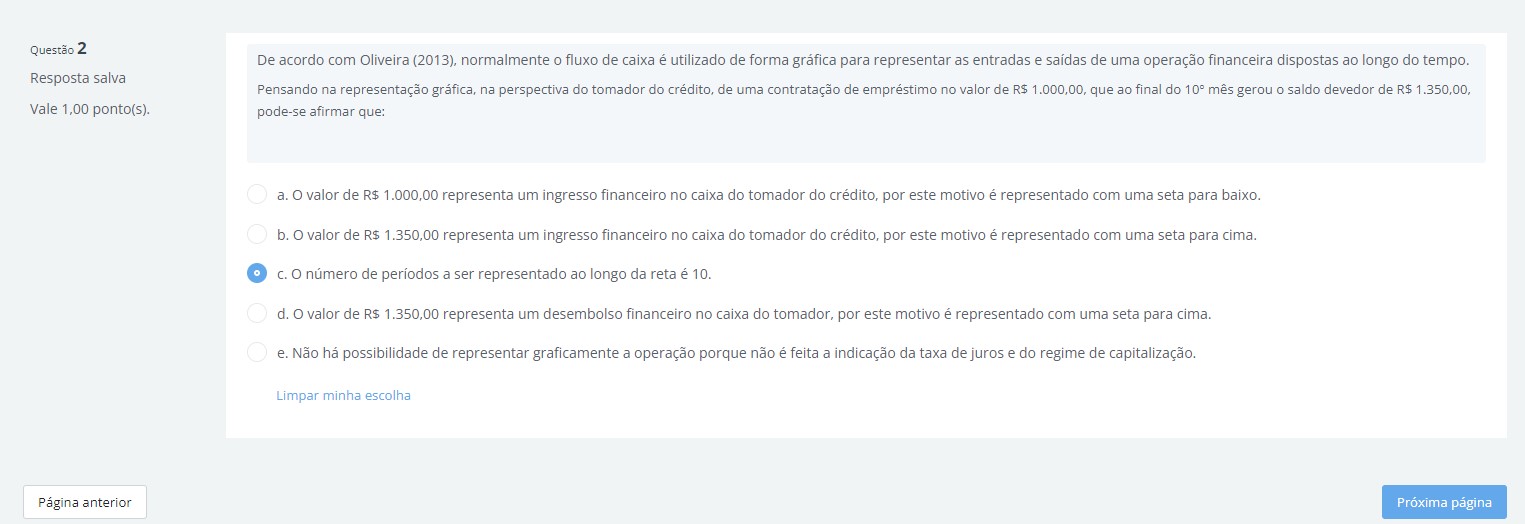 Questão 2
Resposta salva
Vale 1,00 ponto(s).
De acordo com Oliveira (2013), normalmente o fluxo de caixa é utilizado de forma gráfica para representar as entradas e saídas de uma operação financeira dispostas ao longo do tempo.
Pensando na representação gráfica, na perspectiva do tomador do crédito, de uma contratação de empréstimo no valor de R$ 1.000,00, que ao final do 10º mês gerou o saldo devedor de R$ 1.350,00,
pode-se afirmar que:
a. O valor de R$ 1.000,00 representa um ingresso financeiro no caixa do tomador do crédito, por este motivo é representado com uma seta para baixo.
b. O valor de R$ 1.350,00 representa um ingresso financeiro no caixa do tomador do crédito, por este motivo é representado com uma seta para cima.
c. O número de períodos a ser representado ao longo da reta é 10.
d. O valor de R$ 1.350,00 representa um desembolso financeiro no caixa do tomador, por este motivo é representado com uma seta para cima.
e. Não há possibilidade de representar graficamente a operação porque não é feita a indicação da taxa de juros e do regime de capitalização.
Limpar minha escolha
Página anterior
Próxima página